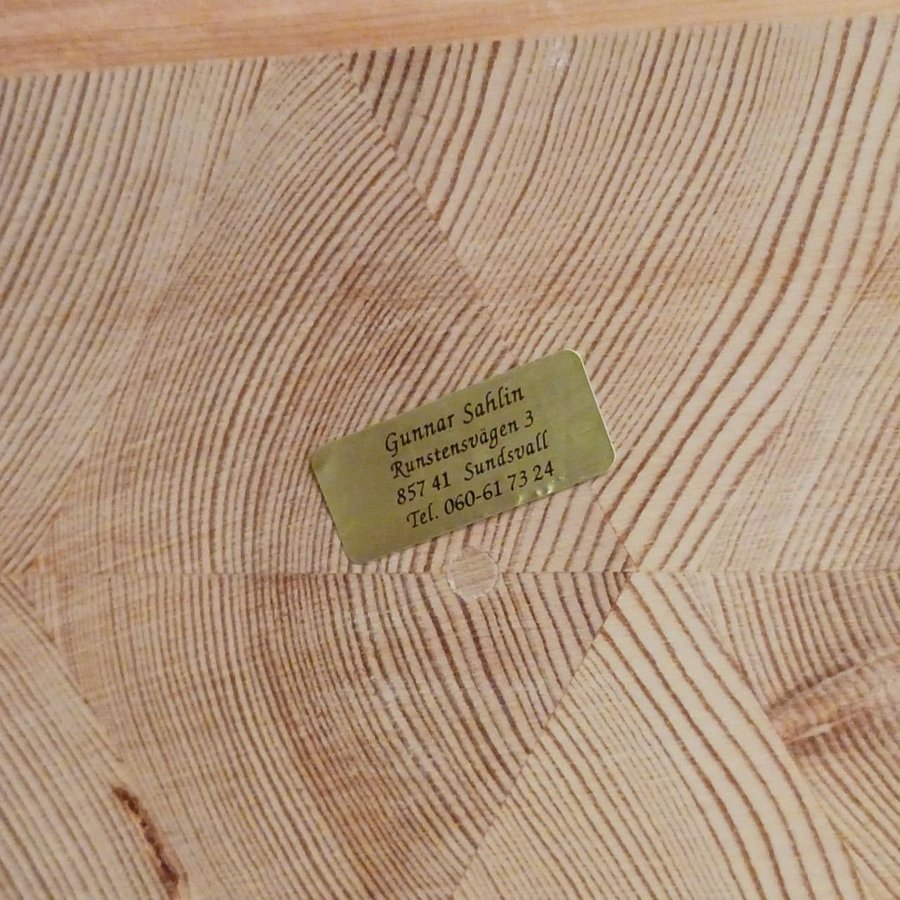 Gunnar Sahlin
Runstensvägen 3
857 41 Sundsvall
Tel. 060-61 73 24